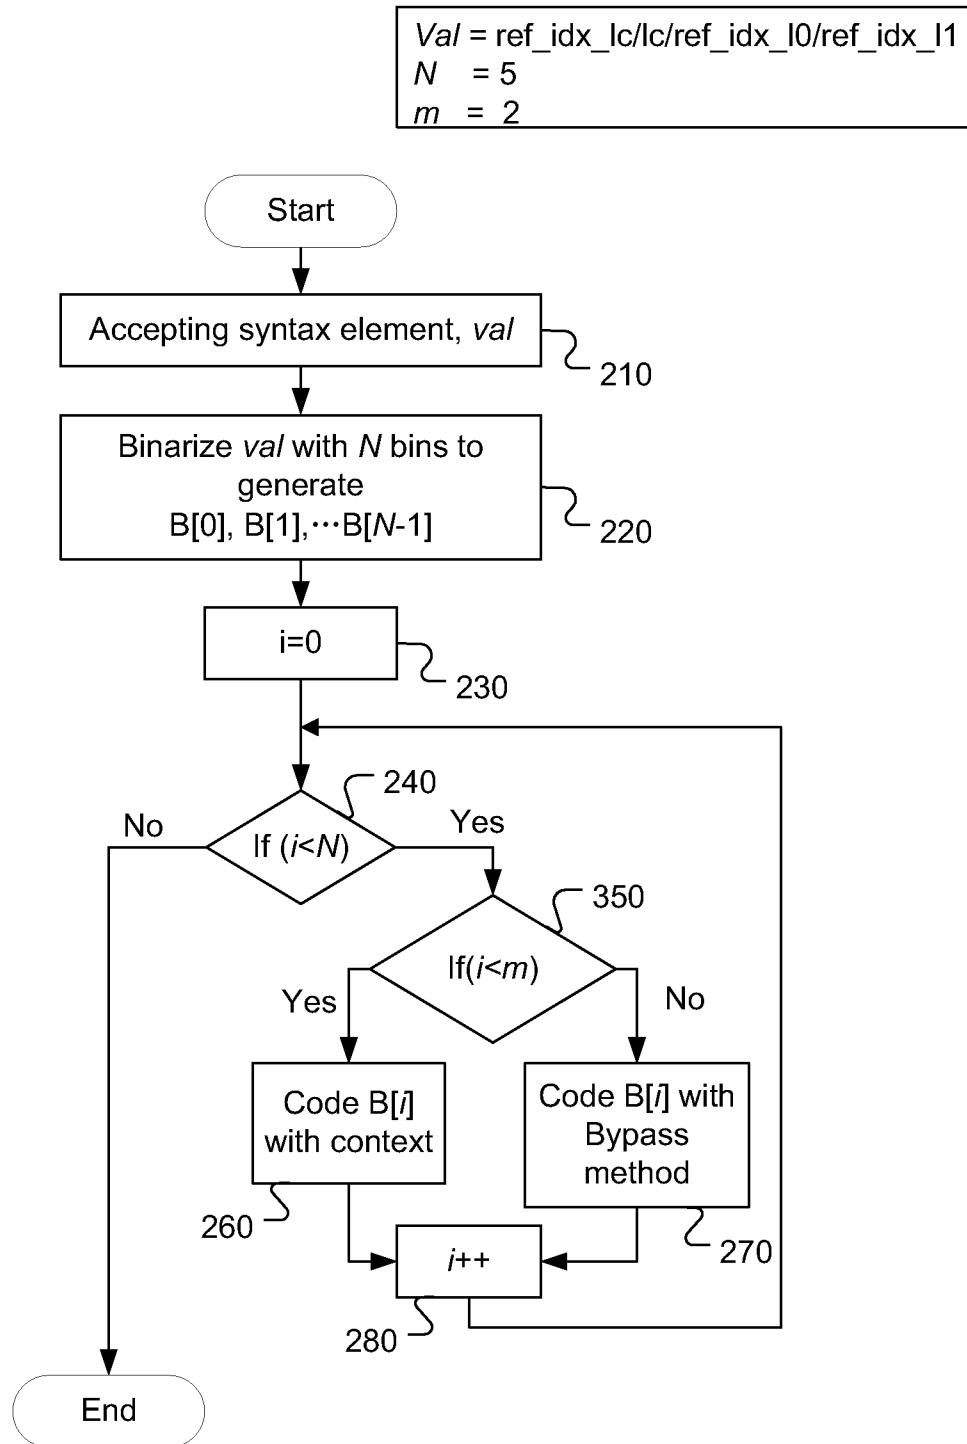 Val = ref_idx_lc/lc/ref_idx_l0/ref_idx_l1
N = 5
m = 2
Start
Accepting syntax element, val
210
Binarize val with N bins to
generate
B[0], B[1],⋯B[N-1]
220
i=0
230
240
No
If (i<N)
Yes
350
If(i<m)
Yes
No
Code B[i]
with context
260
Code B[i] with
Bypass
method
270
i++
280
End